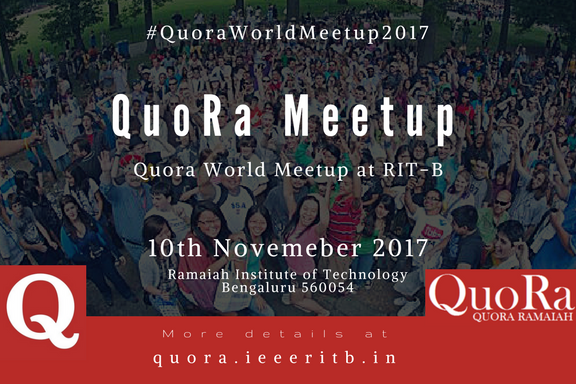 #QuoraWorldMeetup2017
QuoRa Meetup
Quora World Meetup at RIT-B
10th Novemeber 2017
Ramaiah Institute of Technology
Bengaluru 560054
Q
QuoRa
QUORA RAMAIAH
More details at
quora.ieeeritb.in